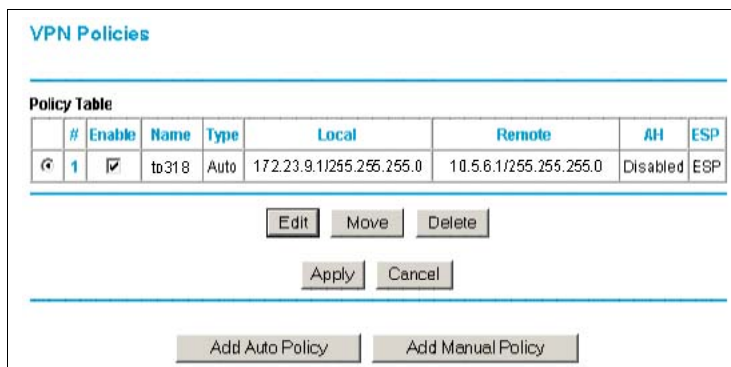 VPN Policies
Policy Table
# Enable Name Type Local Remote AH ESP
1 to318 Auto 172.23.9.1/255.255.255.0 10.5.6.1/255.255.255.0 Disabled ESP
Edit Move Delete
Apply Cancel
Add Auto Policy Add Manual Policy